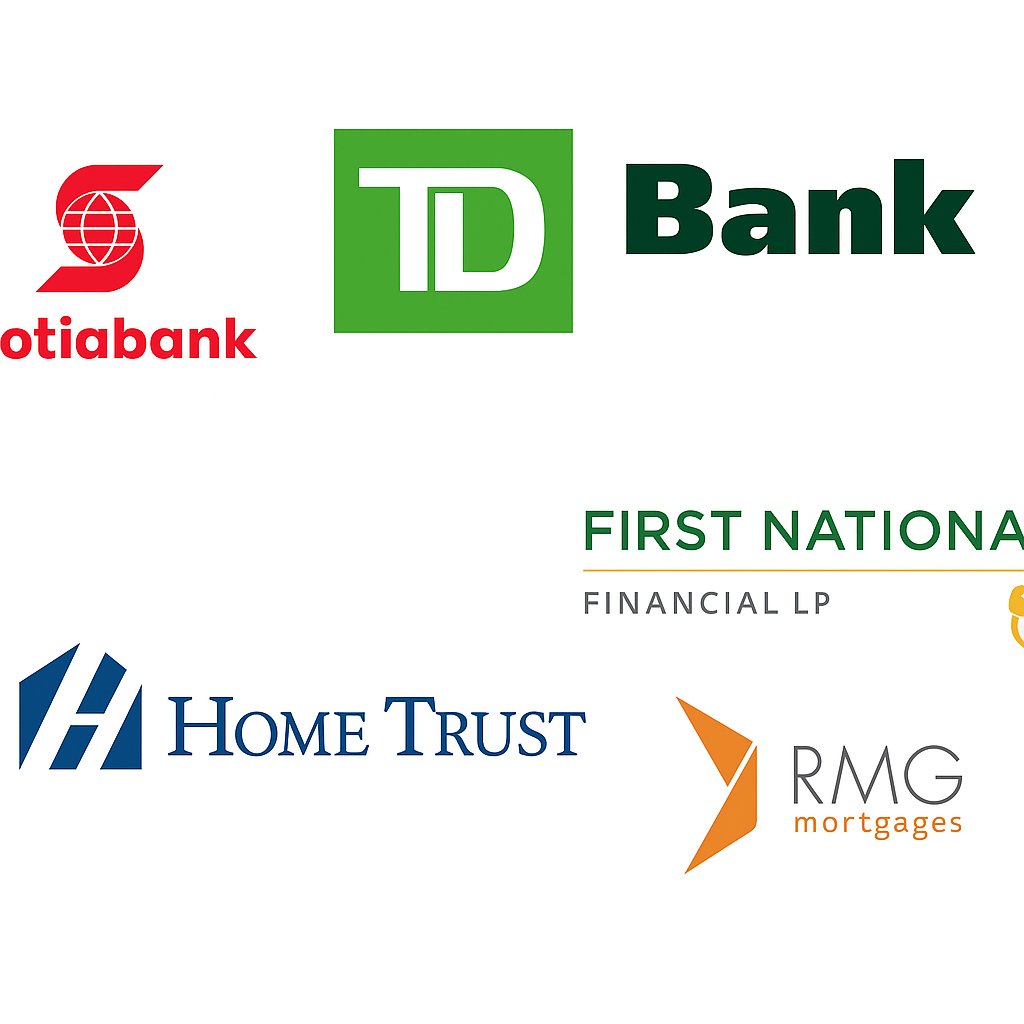 otiabank
TD Bank
FIRST NATIONA
FINANCIAL LP
HOME TRUST
RMG
mortgages